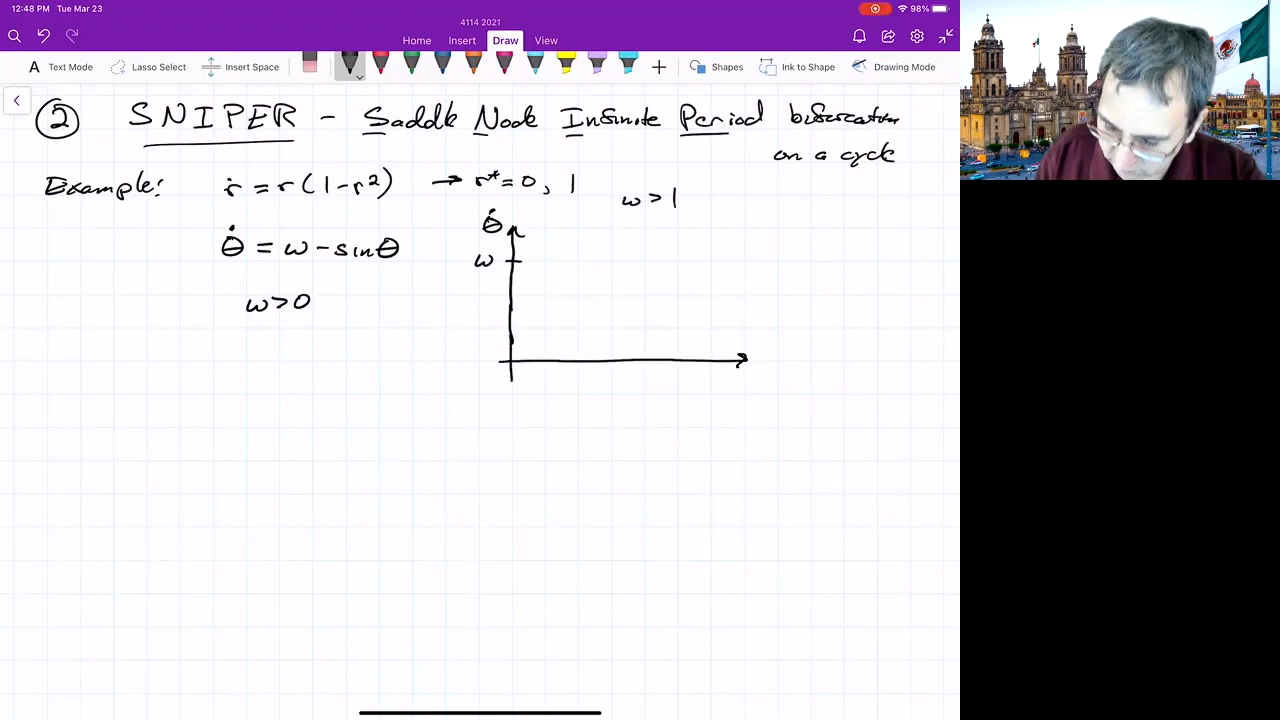 12:48 PM Tue Mar 23
98%
4114 2021
Home Insert Draw View
Text Mode Lasso Select Insert Space Shapes Ink to Shape Drawing Mode
② SNIPER - Saddle Node Infinite Period bifurcation
on a cycle
Example: ṙ = r(1-r²) → r* = 0, 1
ω > 1
θ̇ = ω - sinθ
θ̇
ω
ω > 0